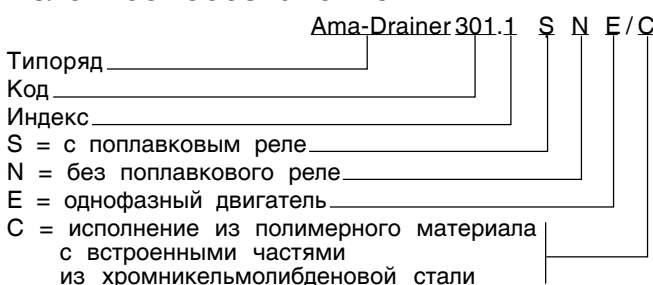 Ama-Drainer 301.1 S N E / C
Типоряд
Код
Индекс
S = с поплавковым реле
N = без поплавкового реле
E = однофазный двигатель
C = исполнение из полимерного материала
с встроенными частями
из хромникельмолибденовой стали